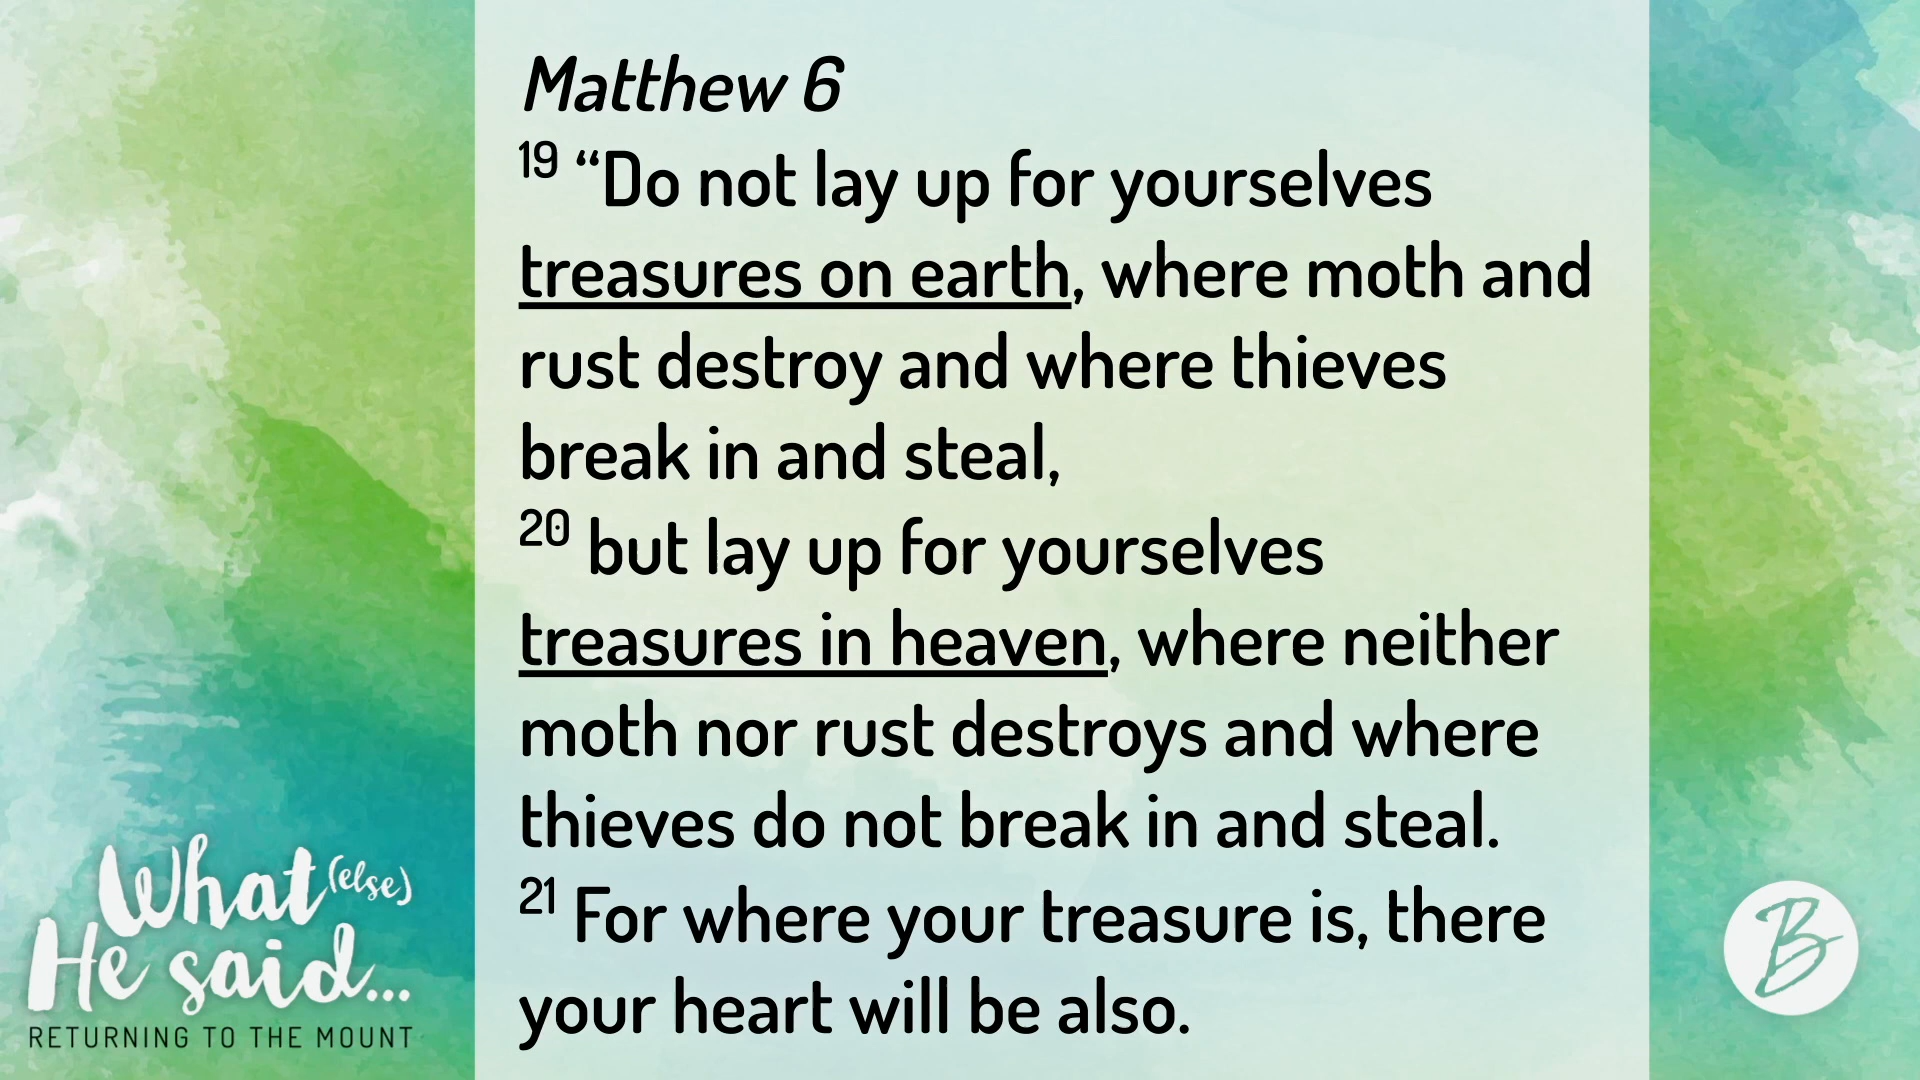 Matthew 6
19 “Do not lay up for yourselves
treasures on earth, where moth and
rust destroy and where thieves
break in and steal,
20 but lay up for yourselves
treasures in heaven, where neither
moth nor rust destroys and where
thieves do not break in and steal.
21 For where your treasure is, there
your heart will be also.
What (else)
He said...
RETURNING TO THE MOUNT
B